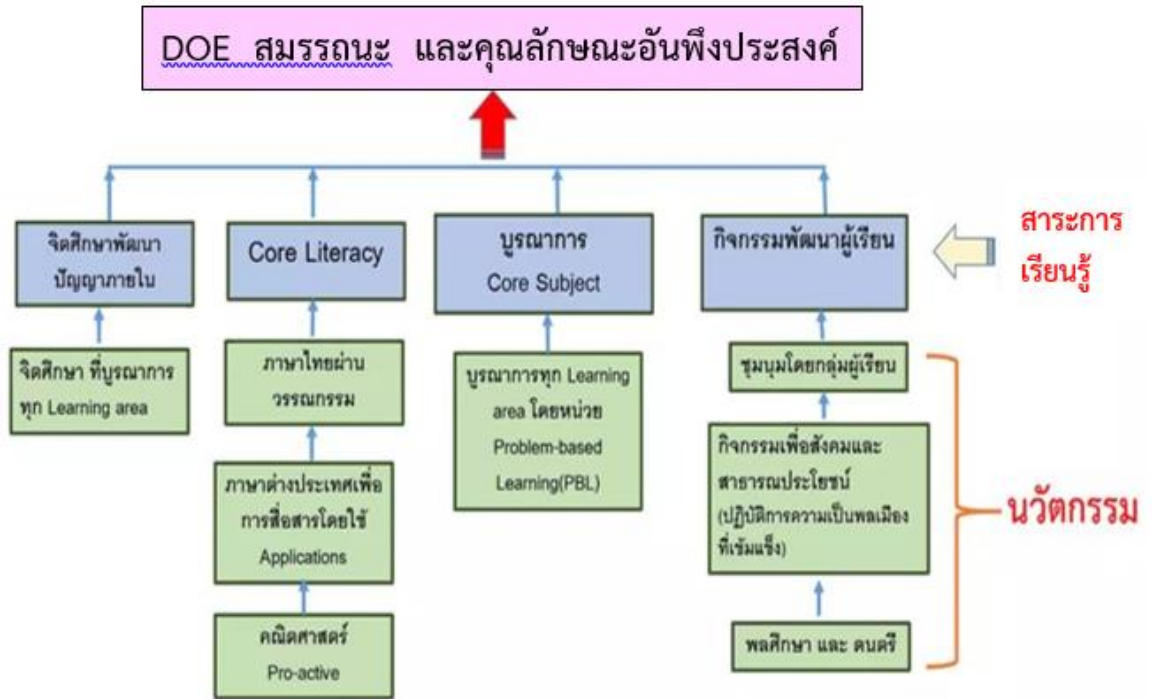 DOE สมรรถนะ และคุณลักษณะอันพึงประสงค์
จิตศึกษาพัฒนา
ปัญญาภายใน
Core Literacy
บูรณาการ
Core Subject
กิจกรรมพัฒนาผู้เรียน
สาระการ
เรียนรู้
จิตศึกษา ที่บูรณาการ
ทุก Learning area
ภาษาไทยผ่าน
วรรณกรรม
ภาษาต่างประเทศเพื่อ
การสื่อสารโดยใช้
Applications
คณิตศาสตร์
Pro-active
บูรณาการทุก Learning
area โดยหน่วย
Problem-based
Learning(PBL)
ชุมนุมโดยกลุ่มผู้เรียน
กิจกรรมเพื่อสังคมและ
สาธารณประโยชน์
(ปฏิบัติการความเป็นพลเมือง
ที่เข้มแข็ง)
พลศึกษา และ ดนตรี
นวัตกรรม